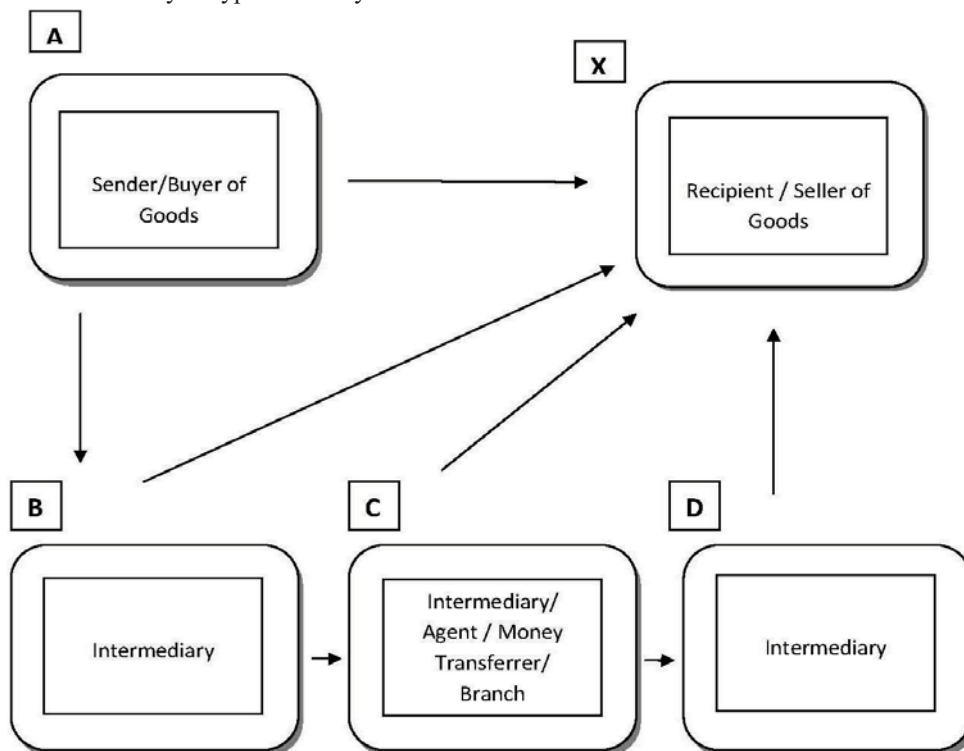 A
X
Sender/Buyer of
Goods
Recipient / Seller of
Goods
B
C
D
Intermediary
Intermediary/
Agent / Money
Transferrer/
Branch
Intermediary